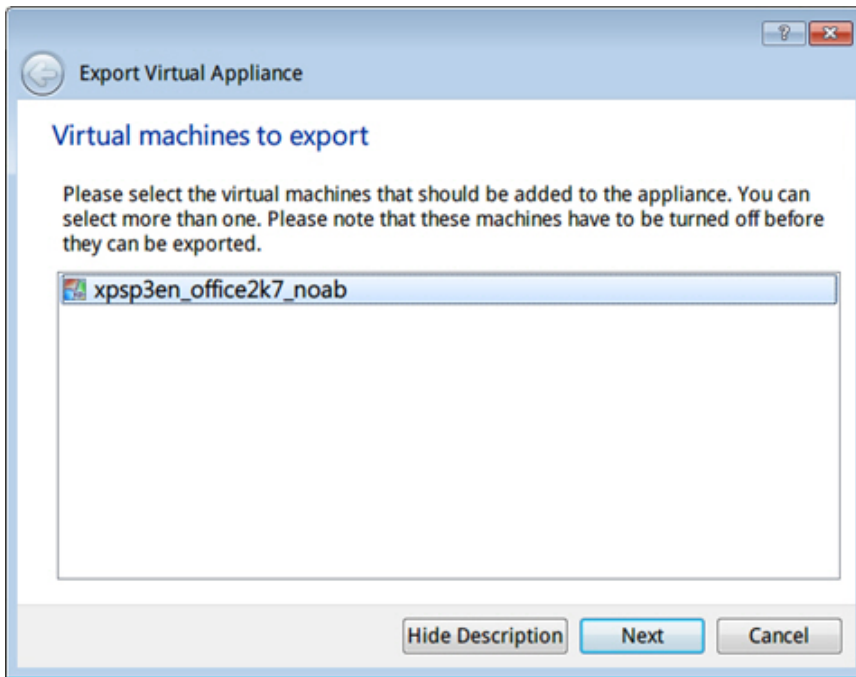 Export Virtual Appliance
Virtual machines to export
Please select the virtual machines that should be added to the appliance. You can
select more than one. Please note that these machines have to be turned off before
they can be exported.
xpsp3en_office2k7_noab
Hide Description Next Cancel